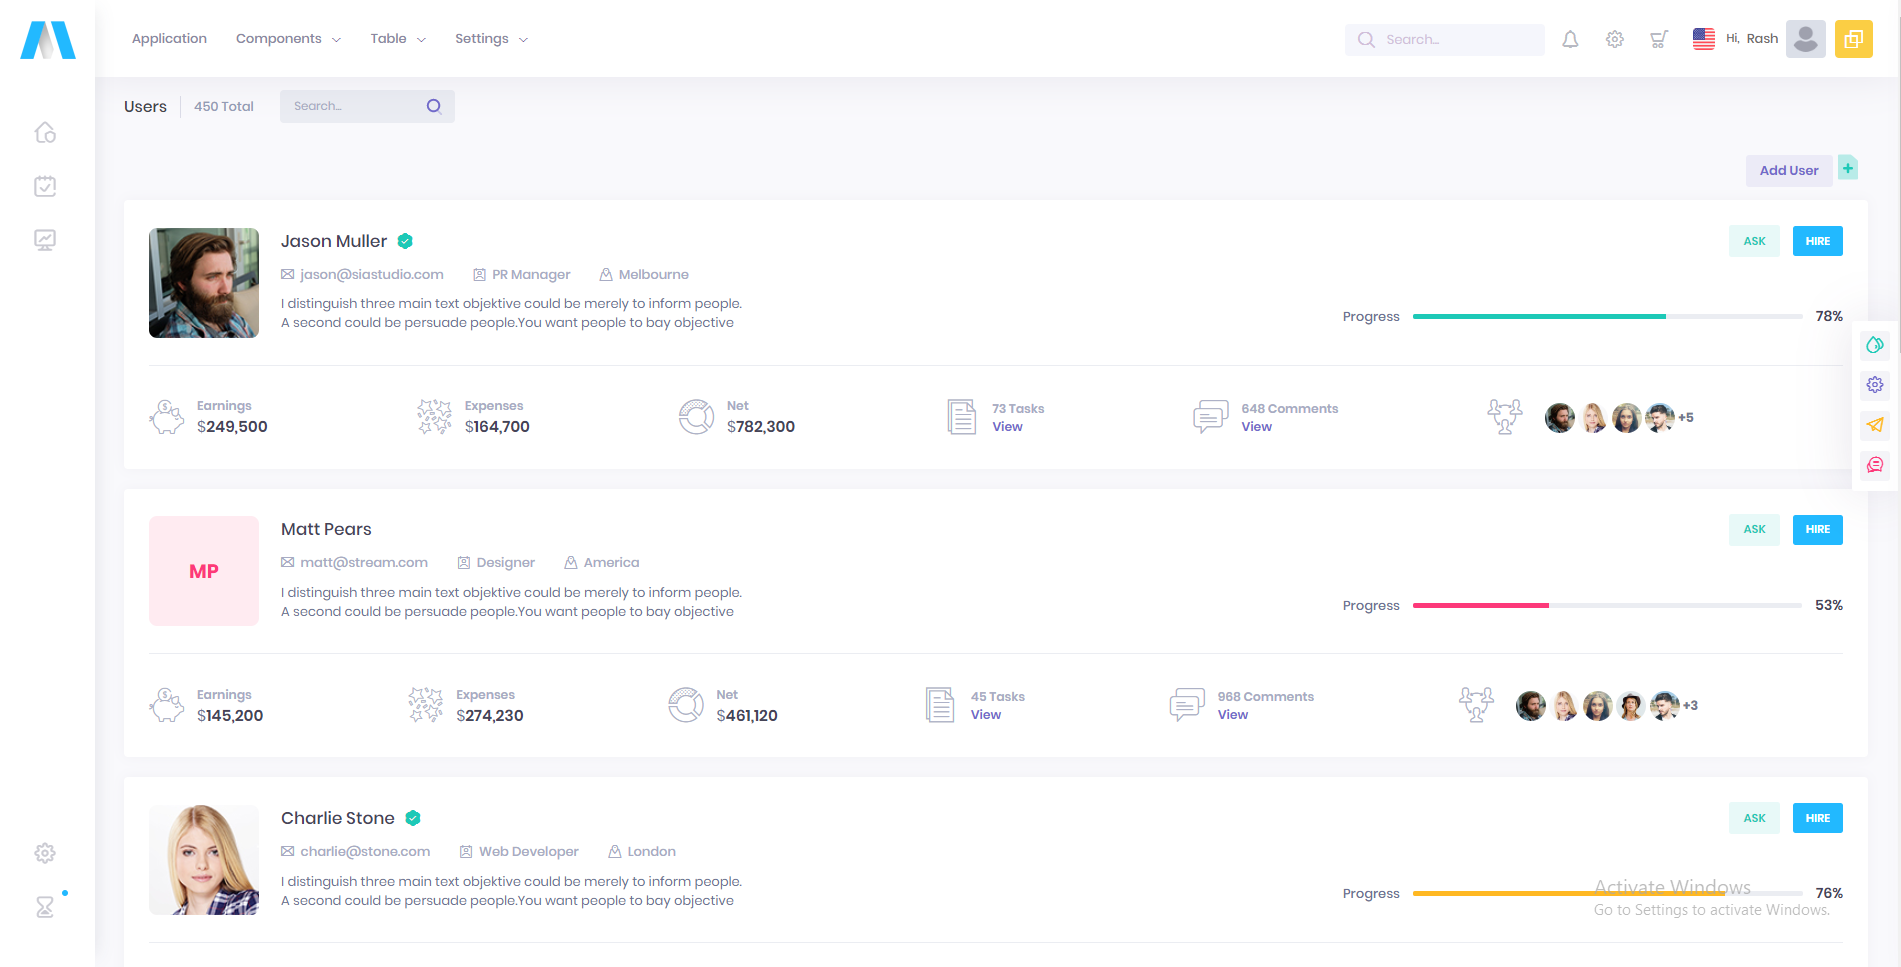 Application Components Table Settings Search... Hi, Rash
Users 450 Total Search...
Add User
Jason Muller ASK HIRE
jason@siastudio.com PR Manager Melbourne
I distinguish three main text objektive could be merely to inform people.
A second could be persuade people.You want people to bay objective
Progress 78%
Earnings Expenses Net 73 Tasks 648 Comments
$249,500 $164,700 $782,300 View View +5
Matt Pears ASK HIRE
matt@stream.com Designer America
MP
I distinguish three main text objektive could be merely to inform people.
A second could be persuade people.You want people to bay objective
Progress 53%
Earnings Expenses Net 45 Tasks 968 Comments
$145,200 $274,230 $461,120 View View +3
Charlie Stone ASK HIRE
charlie@stone.com Web Developer London
I distinguish three main text objektive could be merely to inform people.
A second could be persuade people.You want people to bay objective
Progress 76%
Activate Windows
Go to Settings to activate Windows.